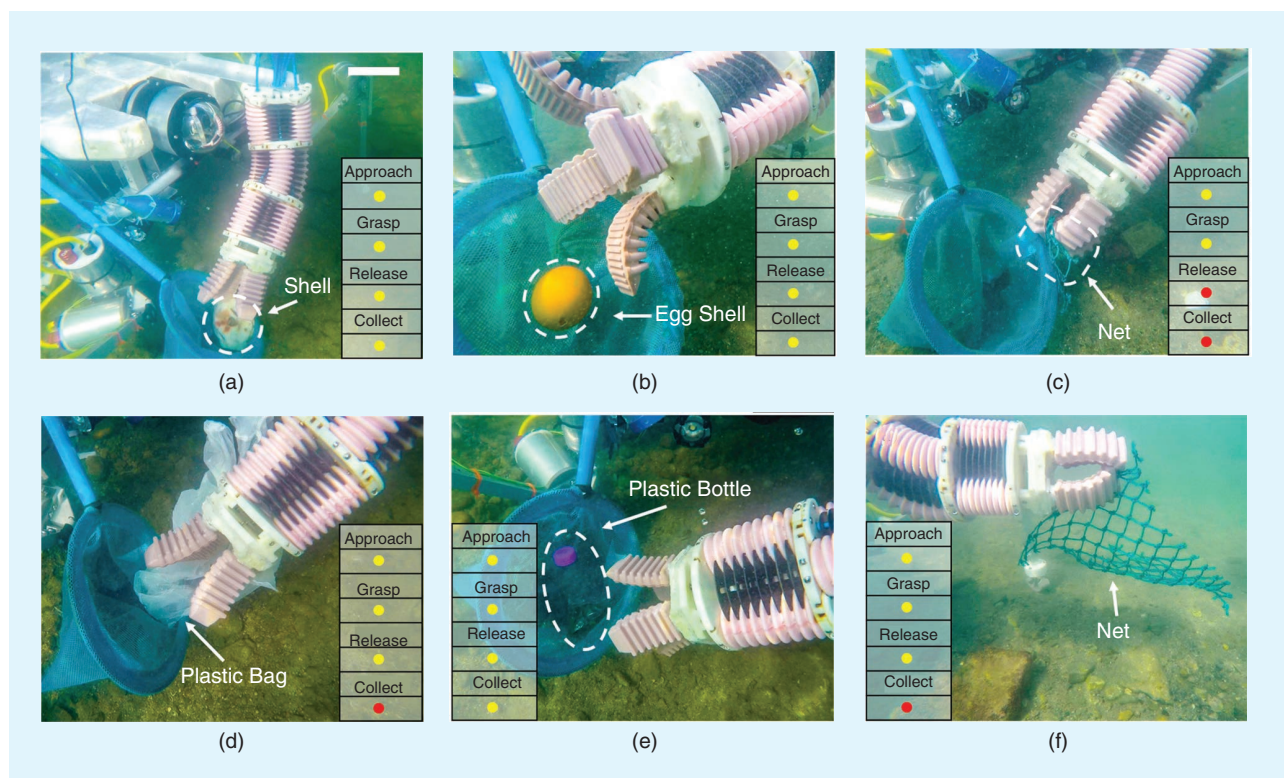 Approach
Grasp
Release
Collect
Shell
(a)
Approach
Grasp
Release
Collect
Egg Shell
(b)
Approach
Grasp
Release
Collect
Net
(c)
Approach
Grasp
Release
Collect
Plastic Bag
(d)
Plastic Bottle
Approach
Grasp
Release
Collect
(e)
Approach
Grasp
Release
Collect
Net
(f)